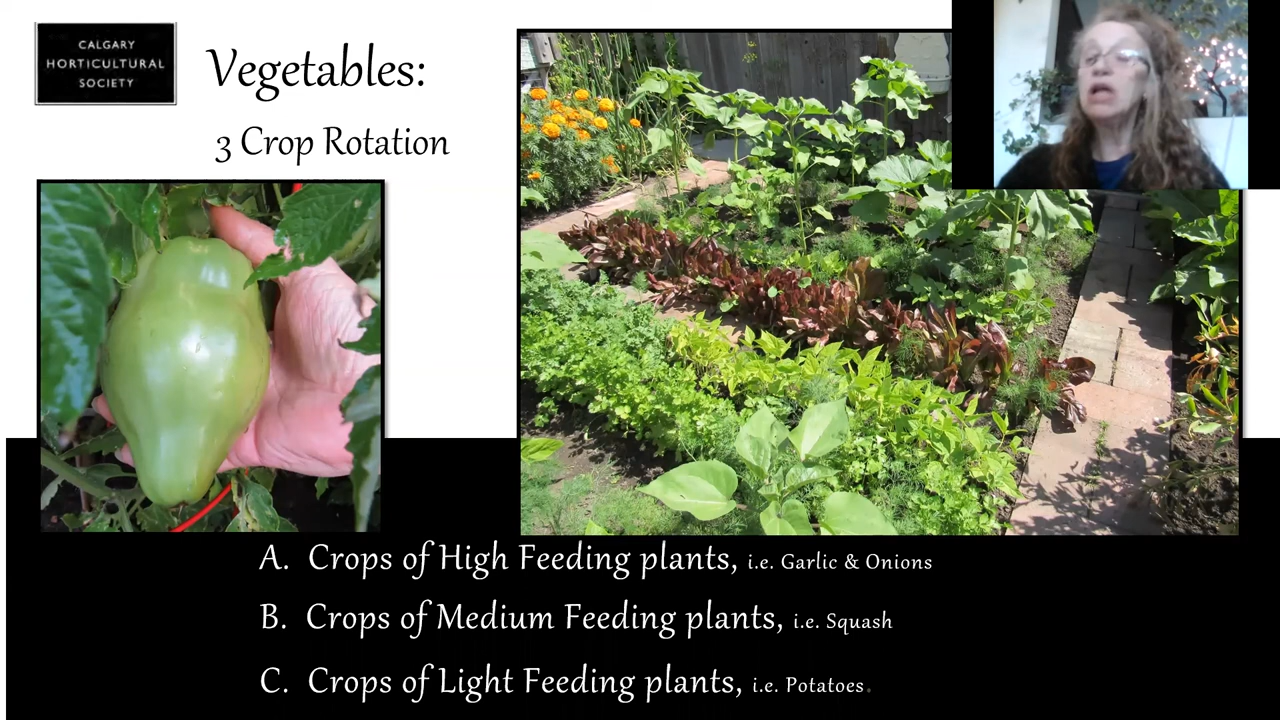 CALGARY
HORTICULTURAL
SOCIETY
Vegetables:
3 Crop Rotation
A. Crops of High Feeding plants, i.e. Garlic & Onions
B. Crops of Medium Feeding plants, i.e. Squash
C. Crops of Light Feeding plants, i.e. Potatoes.